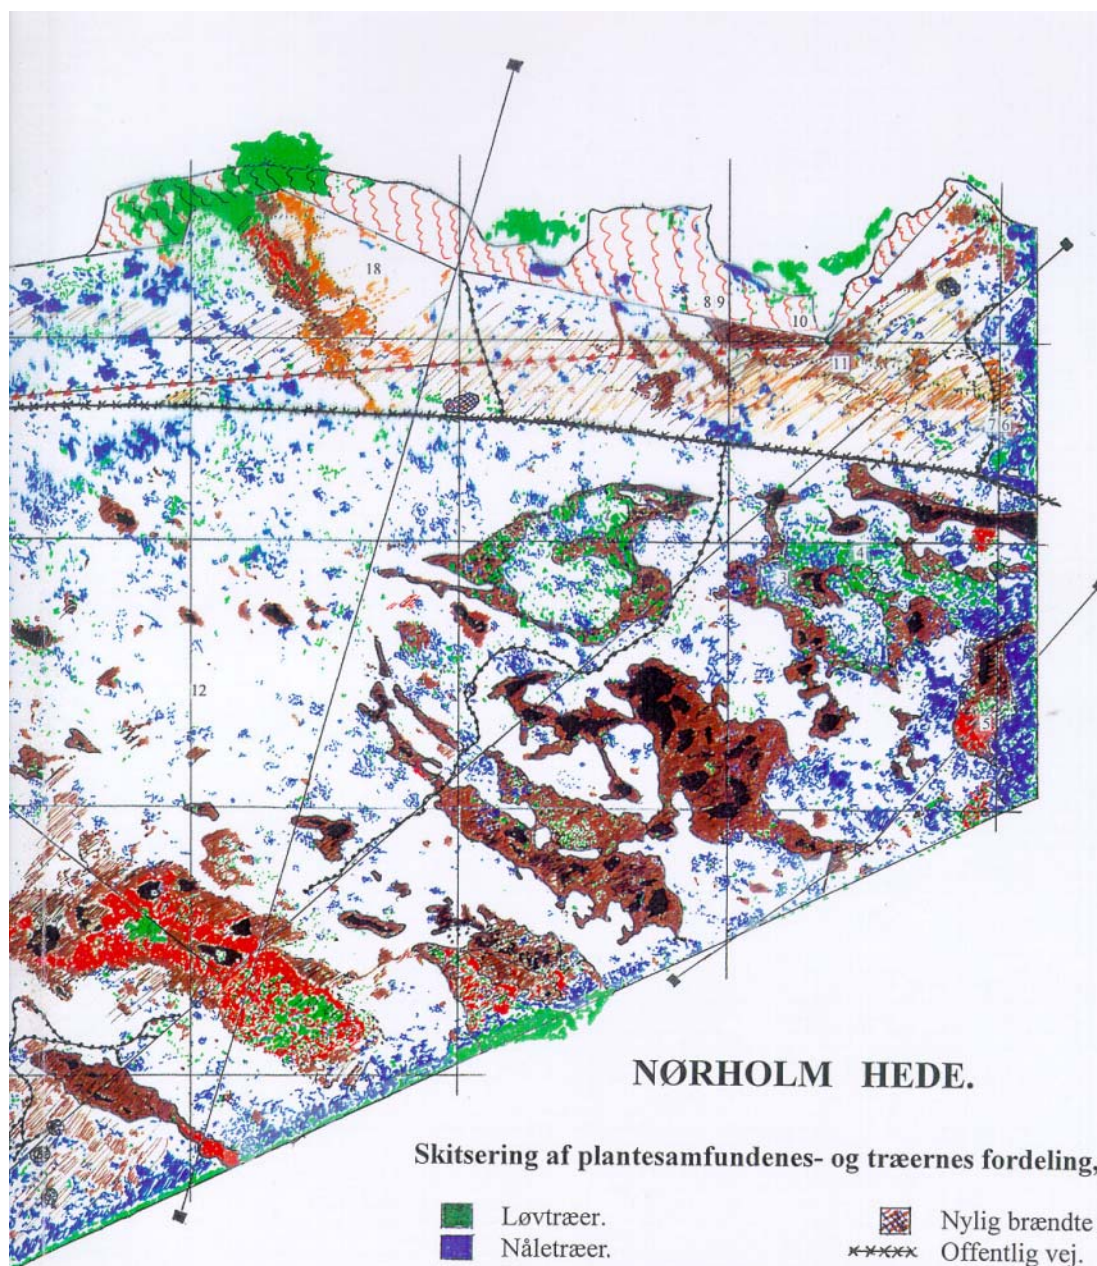 18
8 9
10
11
7 6
4
3
12
5
NØRHOLM HEDE.
Skitsering af plantesamfundenes- og træernes fordeling,
Løvtræer.
Nåletræer.
Nylig brændte
Offentlig vej.